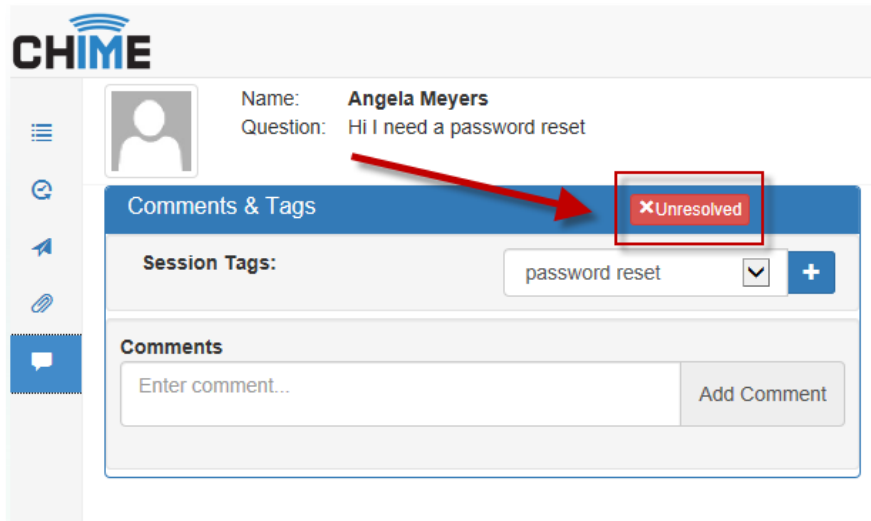 CHIME
Name: Angela Meyers
Question: Hi I need a password reset
Comments & Tags
×Unresolved
Session Tags:
password reset
+
Comments
Enter comment...
Add Comment